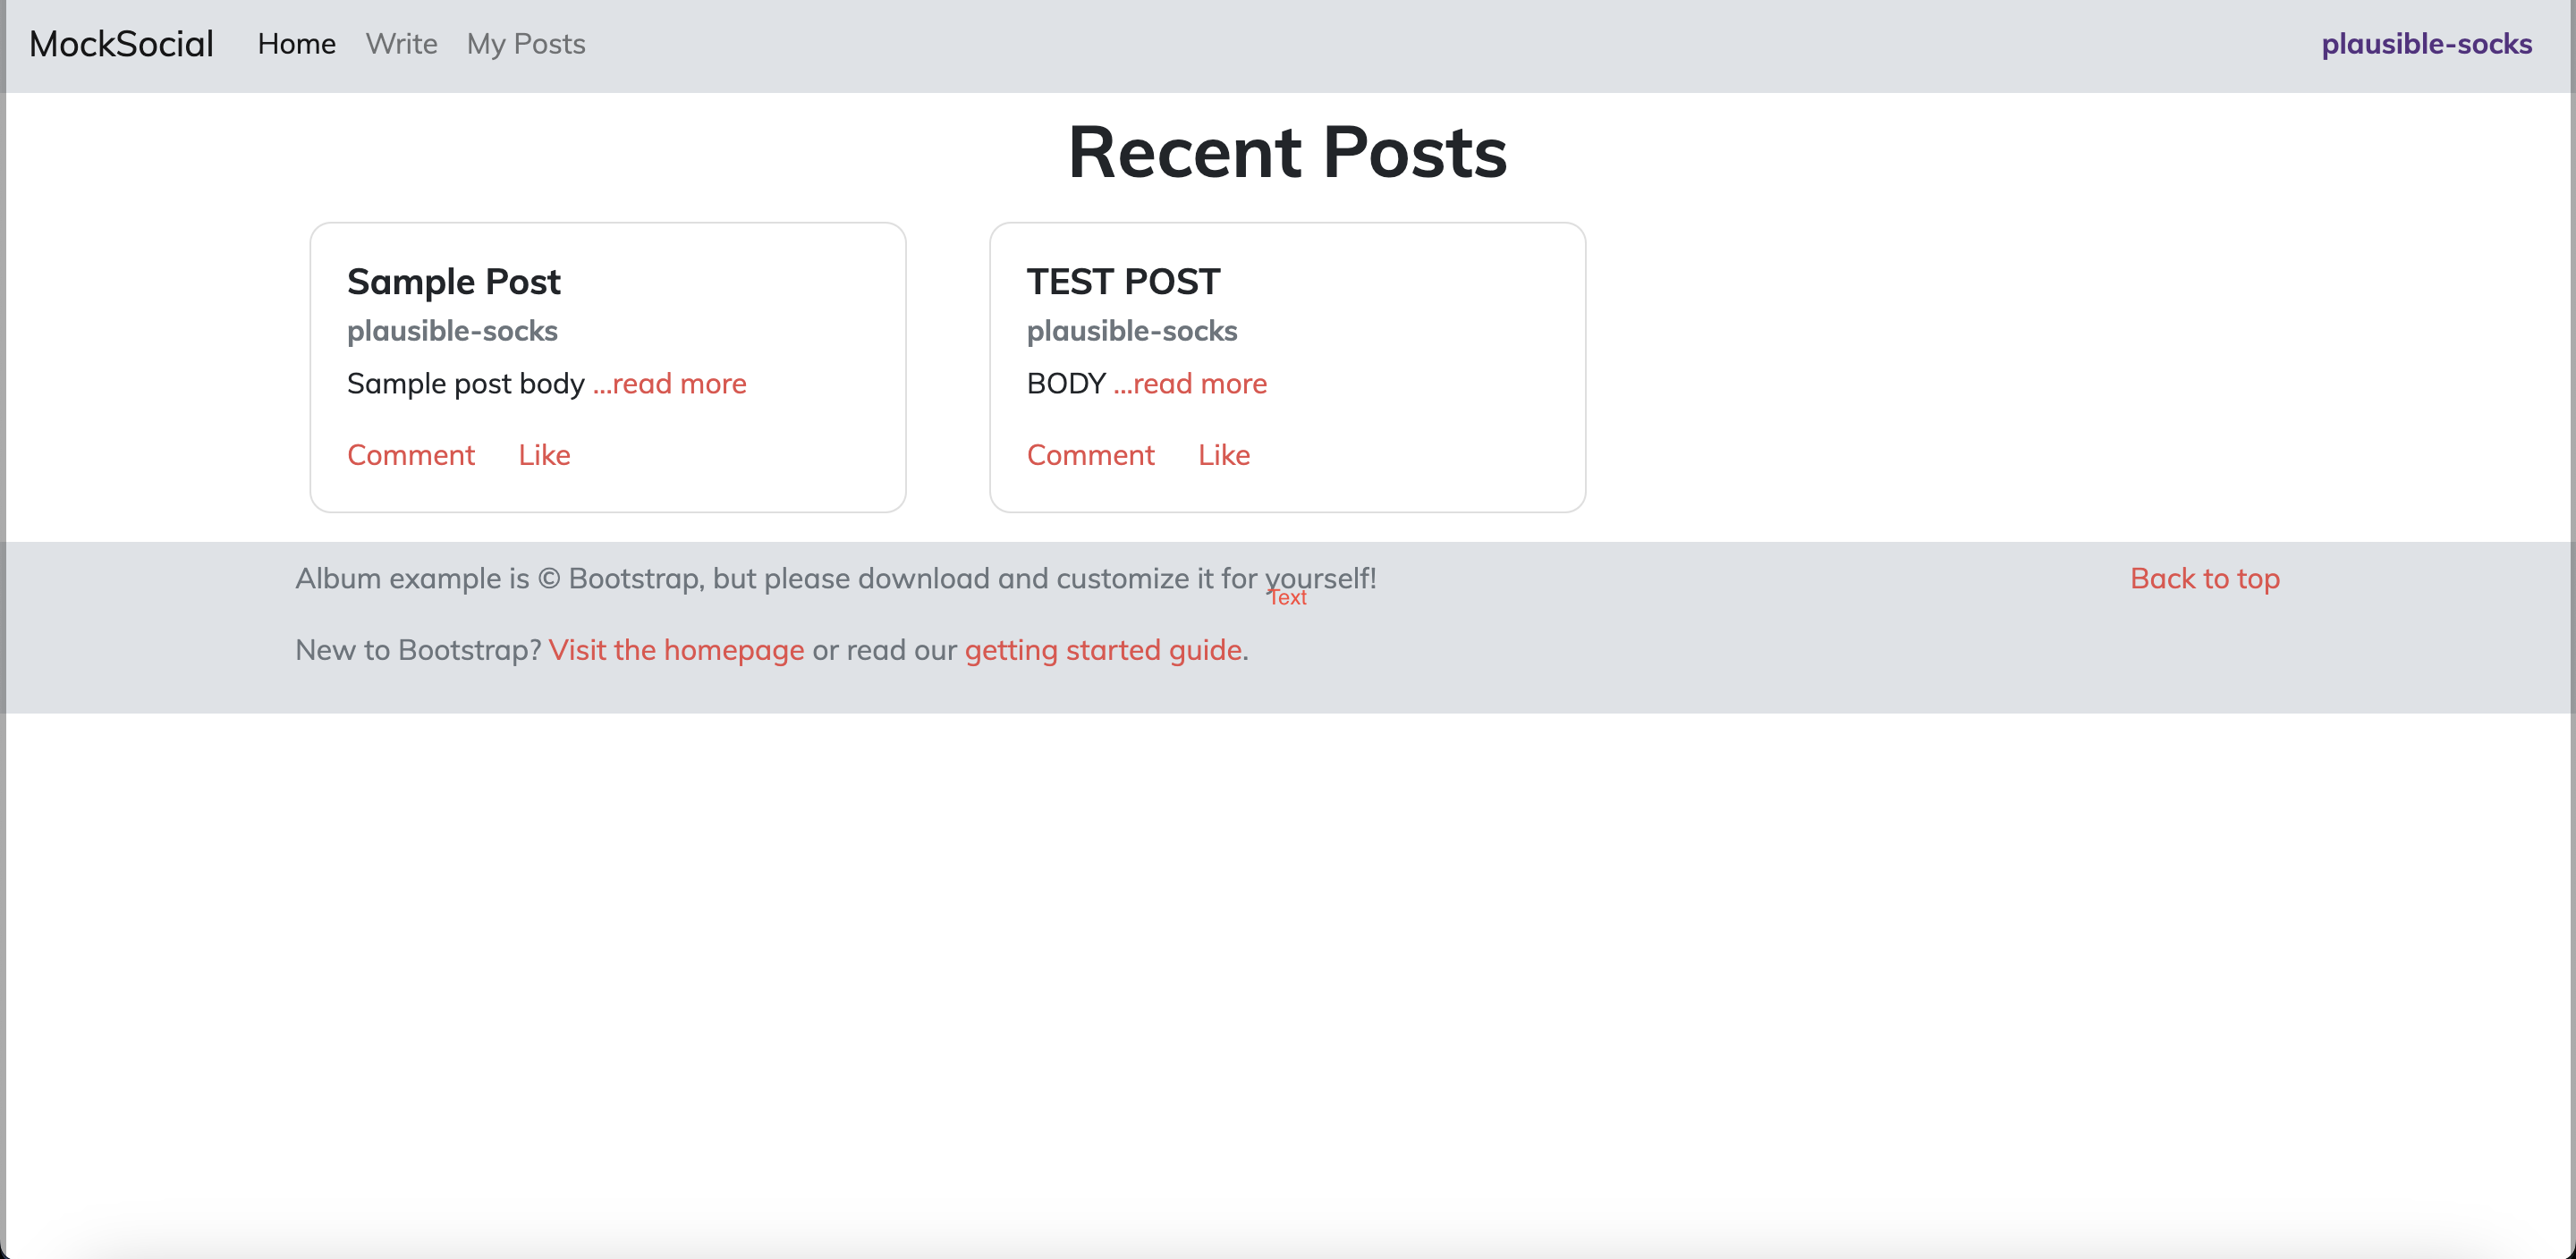 MockSocial Home Write My Posts plausible-socks
Recent Posts
Sample Post
plausible-socks
Sample post body ...read more
Comment Like
TEST POST
plausible-socks
BODY ...read more
Comment Like
Album example is © Bootstrap, but please download and customize it for yourself!
Back to top
Text
New to Bootstrap? Visit the homepage or read our getting started guide.